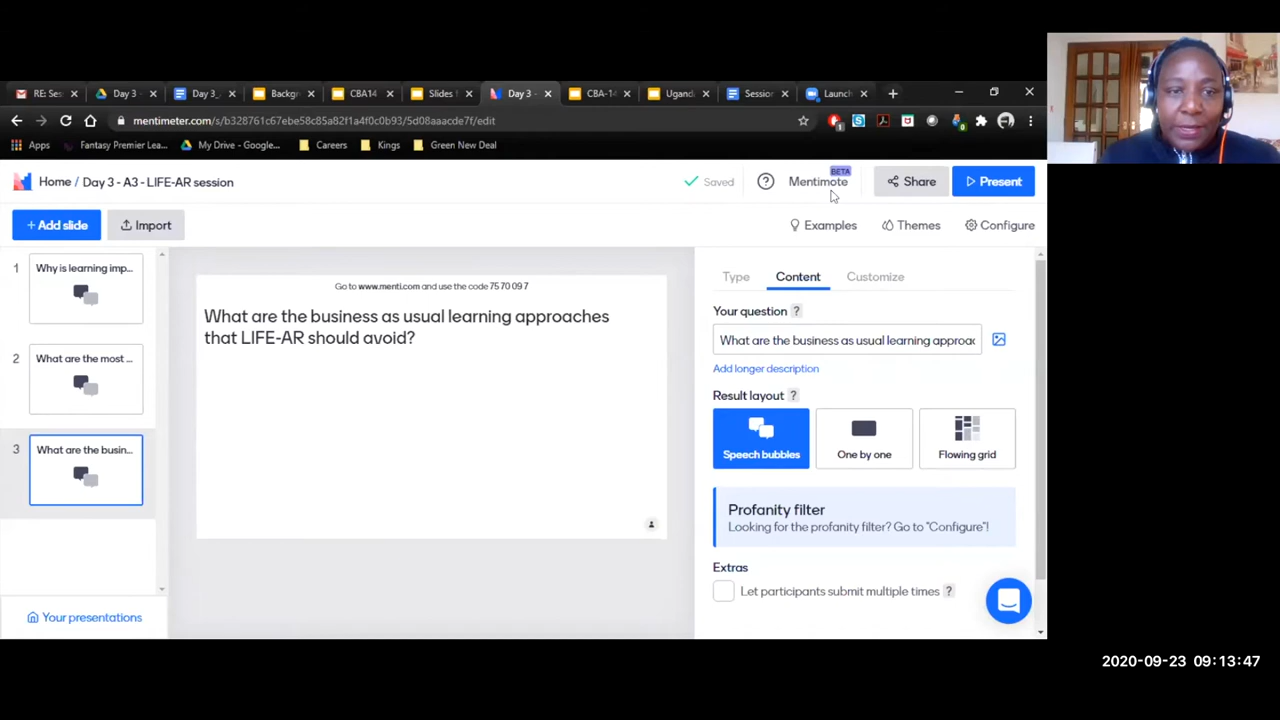 RE: Ses
Day 3 -
Day 3_
Backgr
CBA14
Slides f
Day 3 -
CBA-14
Ugand
Session
Launch
mentimeter.com/s/b328761c67ebe58c85a82f1a4f0c0b93/5d08aaacde7f/edit
Apps
Fantasy Premier Lea...
My Drive - Google...
Careers
Kings
Green New Deal
Home / Day 3 - A3 - LIFE-AR session
Saved
Mentimote
BETA
Share
Present
+ Add slide
Import
Examples
Themes
Configure
1
Why is learning imp...
2
What are the most ...
3
What are the busin...
Your presentations
Go to www.menti.com and use the code 75 70 09 7
What are the business as usual learning approaches
that LIFE-AR should avoid?
Type
Content
Customize
Your question ?
What are the business as usual learning approac
Add longer description
Result layout ?
Speech bubbles
One by one
Flowing grid
Profanity filter
Looking for the profanity filter? Go to "Configure"!
Extras
Let participants submit multiple times ?
2020-09-23 09:13:47